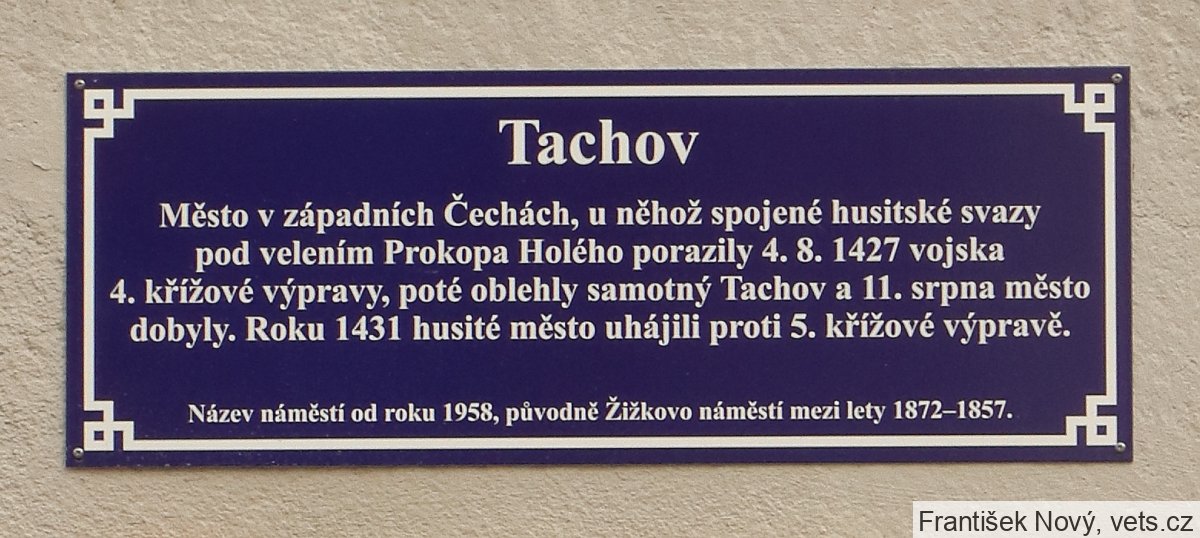 Tachov
Město v západních Čechách, u něhož spojené husitské svazy
pod velením Prokopa Holého porazily 4. 8. 1427 vojska
4. křížové výpravy, poté oblehly samotný Tachov a 11. srpna město
dobyly. Roku 1431 husité město uhájili proti 5. křížové výpravě.
Název náměstí od roku 1958, původně Žižkovo náměstí mezi lety 1872–1857.
František Nový, vets.cz